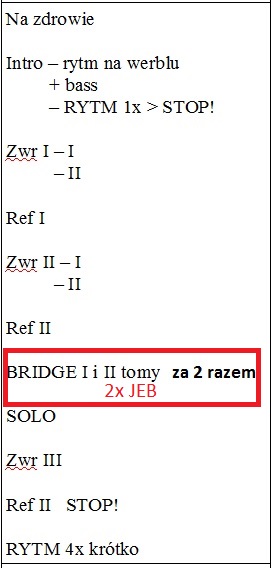 Na zdrowie
Intro – rytm na werblu
+ bass
– RYTM 1x > STOP!
Zwr I – I
– II
Ref I
Zwr II – I
– II
Ref II
BRIDGE I i II tomy za 2 razem
2x JEB
SOLO
Zwr III
Ref II STOP!
RYTM 4x krótko